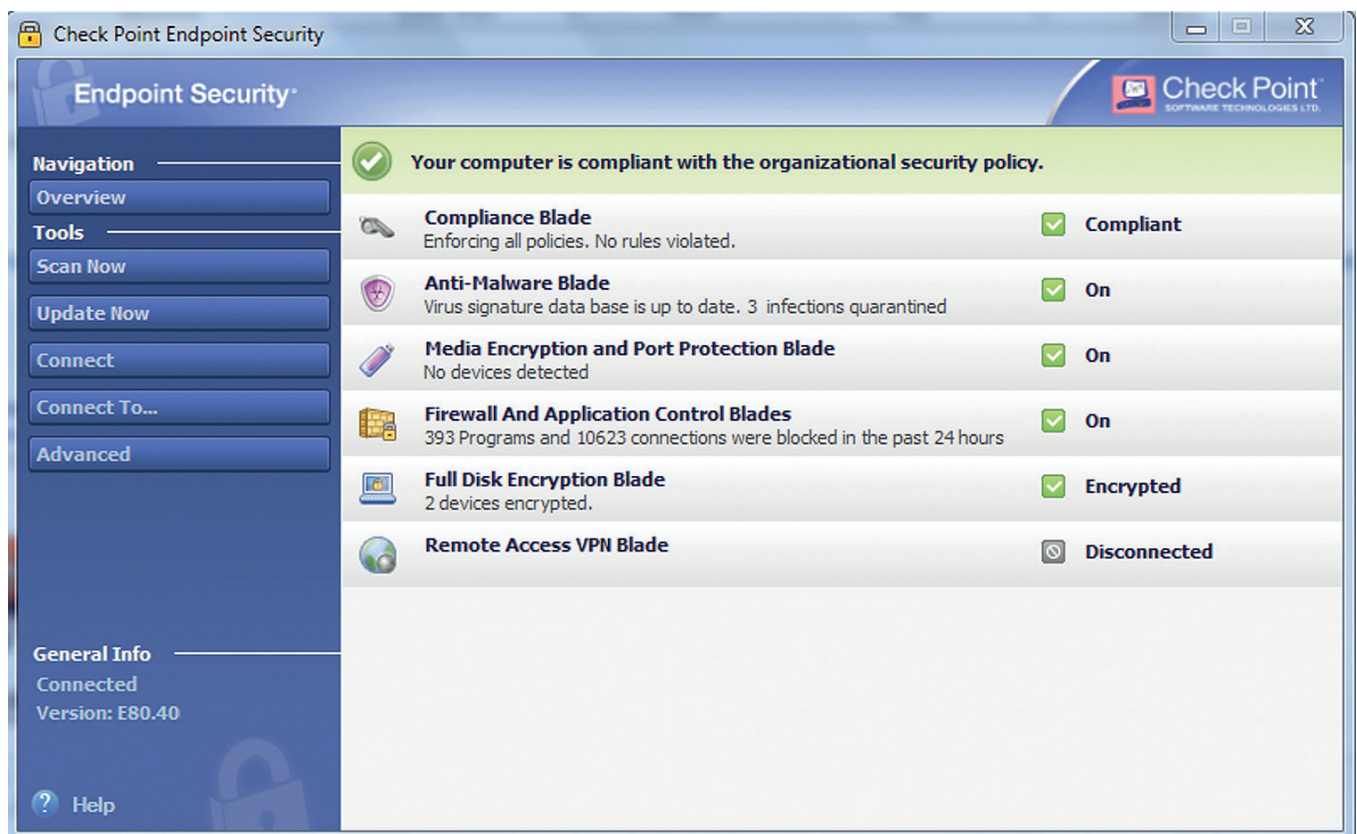 Check Point Endpoint Security
Endpoint Security
Check Point
SOFTWARE TECHNOLOGIES LTD.
Navigation
Overview
Tools
Scan Now
Update Now
Connect
Connect To...
Advanced
General Info
Connected
Version: E80.40
? Help
Your computer is compliant with the organizational security policy.
Compliance Blade
Enforcing all policies. No rules violated.
Compliant
Anti-Malware Blade
Virus signature data base is up to date. 3 infections quarantined
On
Media Encryption and Port Protection Blade
No devices detected
On
Firewall And Application Control Blades
393 Programs and 10623 connections were blocked in the past 24 hours
On
Full Disk Encryption Blade
2 devices encrypted.
Encrypted
Remote Access VPN Blade
Disconnected